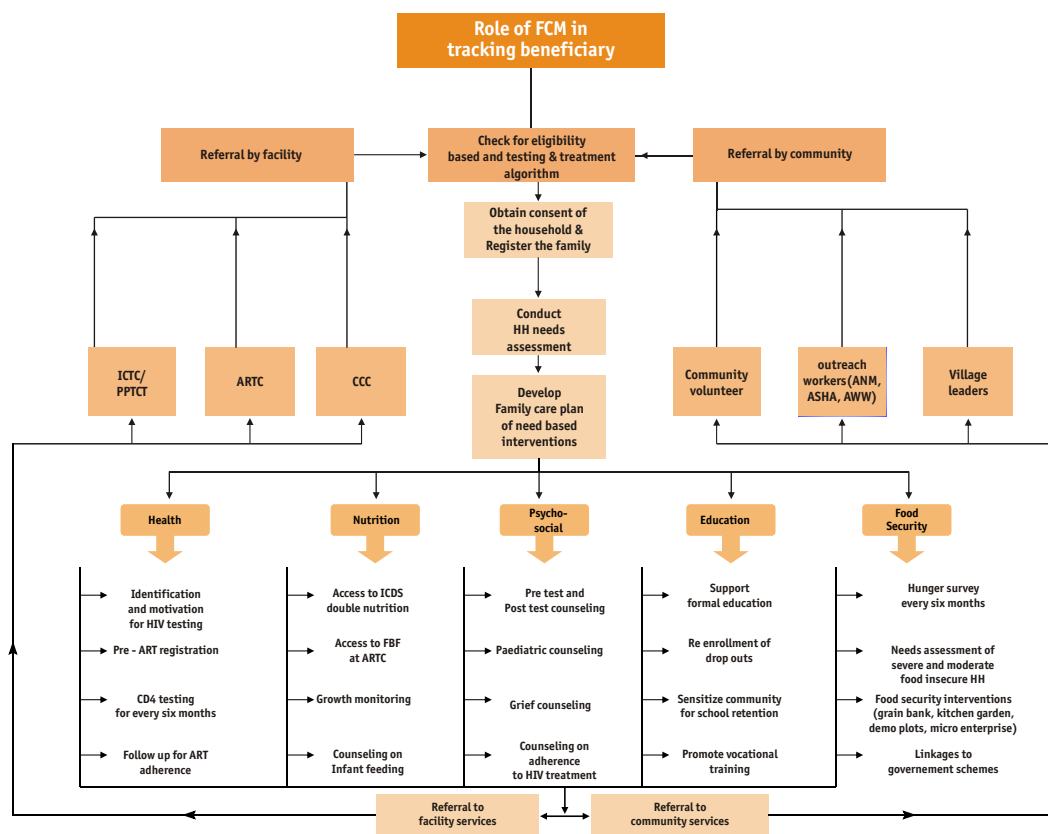 Role of FCM in
tracking beneficiary
Referral by facility
Check for eligibility
based and testing & treatment
algorithm
Referral by community
Obtain consent of
the household &
Register the family
Conduct
HH needs
assessment
ICTC/
PPTCT
ARTC
CCC
Community
volunteer
outreach
workers(ANM,
ASHA, AWW)
Village
leaders
Develop
Family care plan
of need based
interventions
Health
Nutrition
Psycho-
social
Education
Food
Security
Identification
and motivation
for HIV testing
Pre - ART registration
CD4 testing
for every six months
Follow up for ART
adherence
Access to ICDS
double nutrition
Access to FBF
at ARTC
Growth monitoring
Counseling on
Infant feeding
Pre test and
Post test counseling
Paediatric counseling
Grief counseling
Counseling on
adherence
to HIV treatment
Support
formal education
Re enrollment of
drop outs
Sensitize community
for school retention
Promote vocational
training
Hunger survey
every six months
Needs assessment of
severe and moderate
food insecure HH
Food security interventions
(grain bank, kitchen garden,
demo plots, micro enterprise)
Linkages to
governement schemes
Referral to
facility services
Referral to
community services